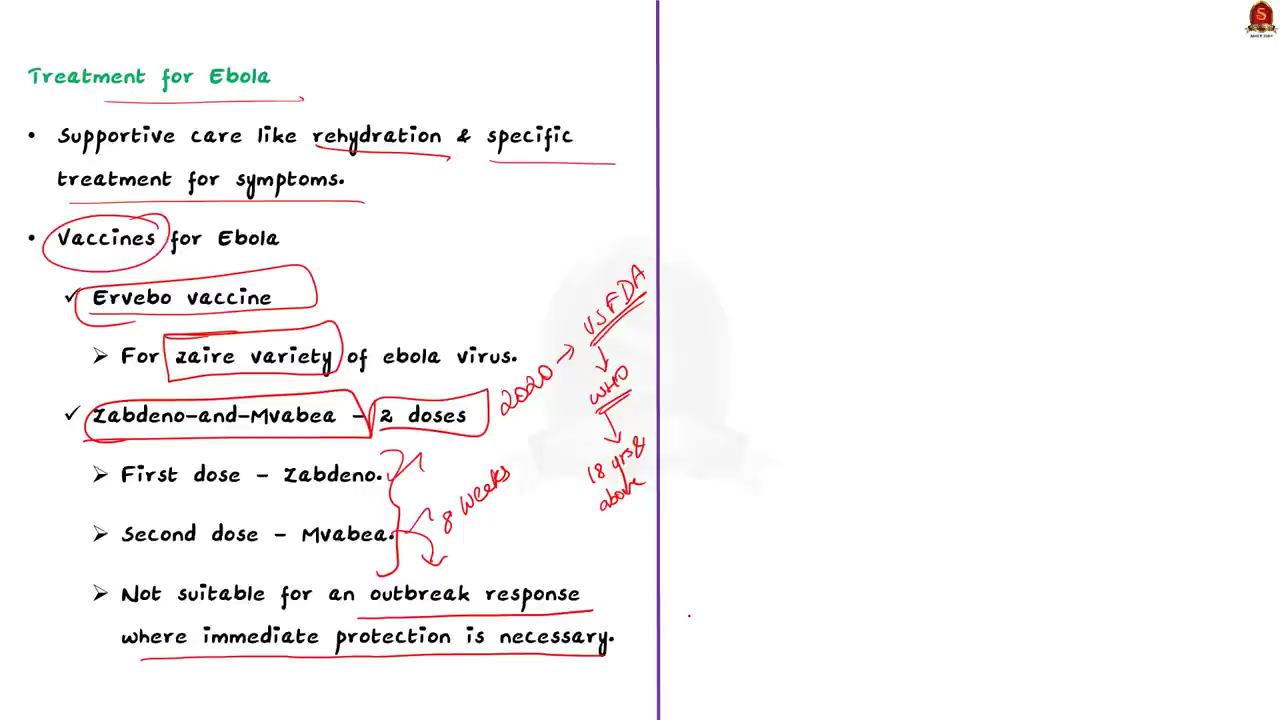 Treatment for Ebola
• Supportive care like rehydration & specific
treatment for symptoms.
• Vaccines for Ebola
✓ Ervebo vaccine
➤ For zaire variety of ebola virus.
✓ Zabdeno-and-Mvabea - 2 doses
➤ First dose - Zabdeno.
➤ Second dose - Mvabea.
➤ Not suitable for an outbreak response
where immediate protection is necessary.
2020 →
USFDA
WHO
18 yrs &
above
8 weeks
S